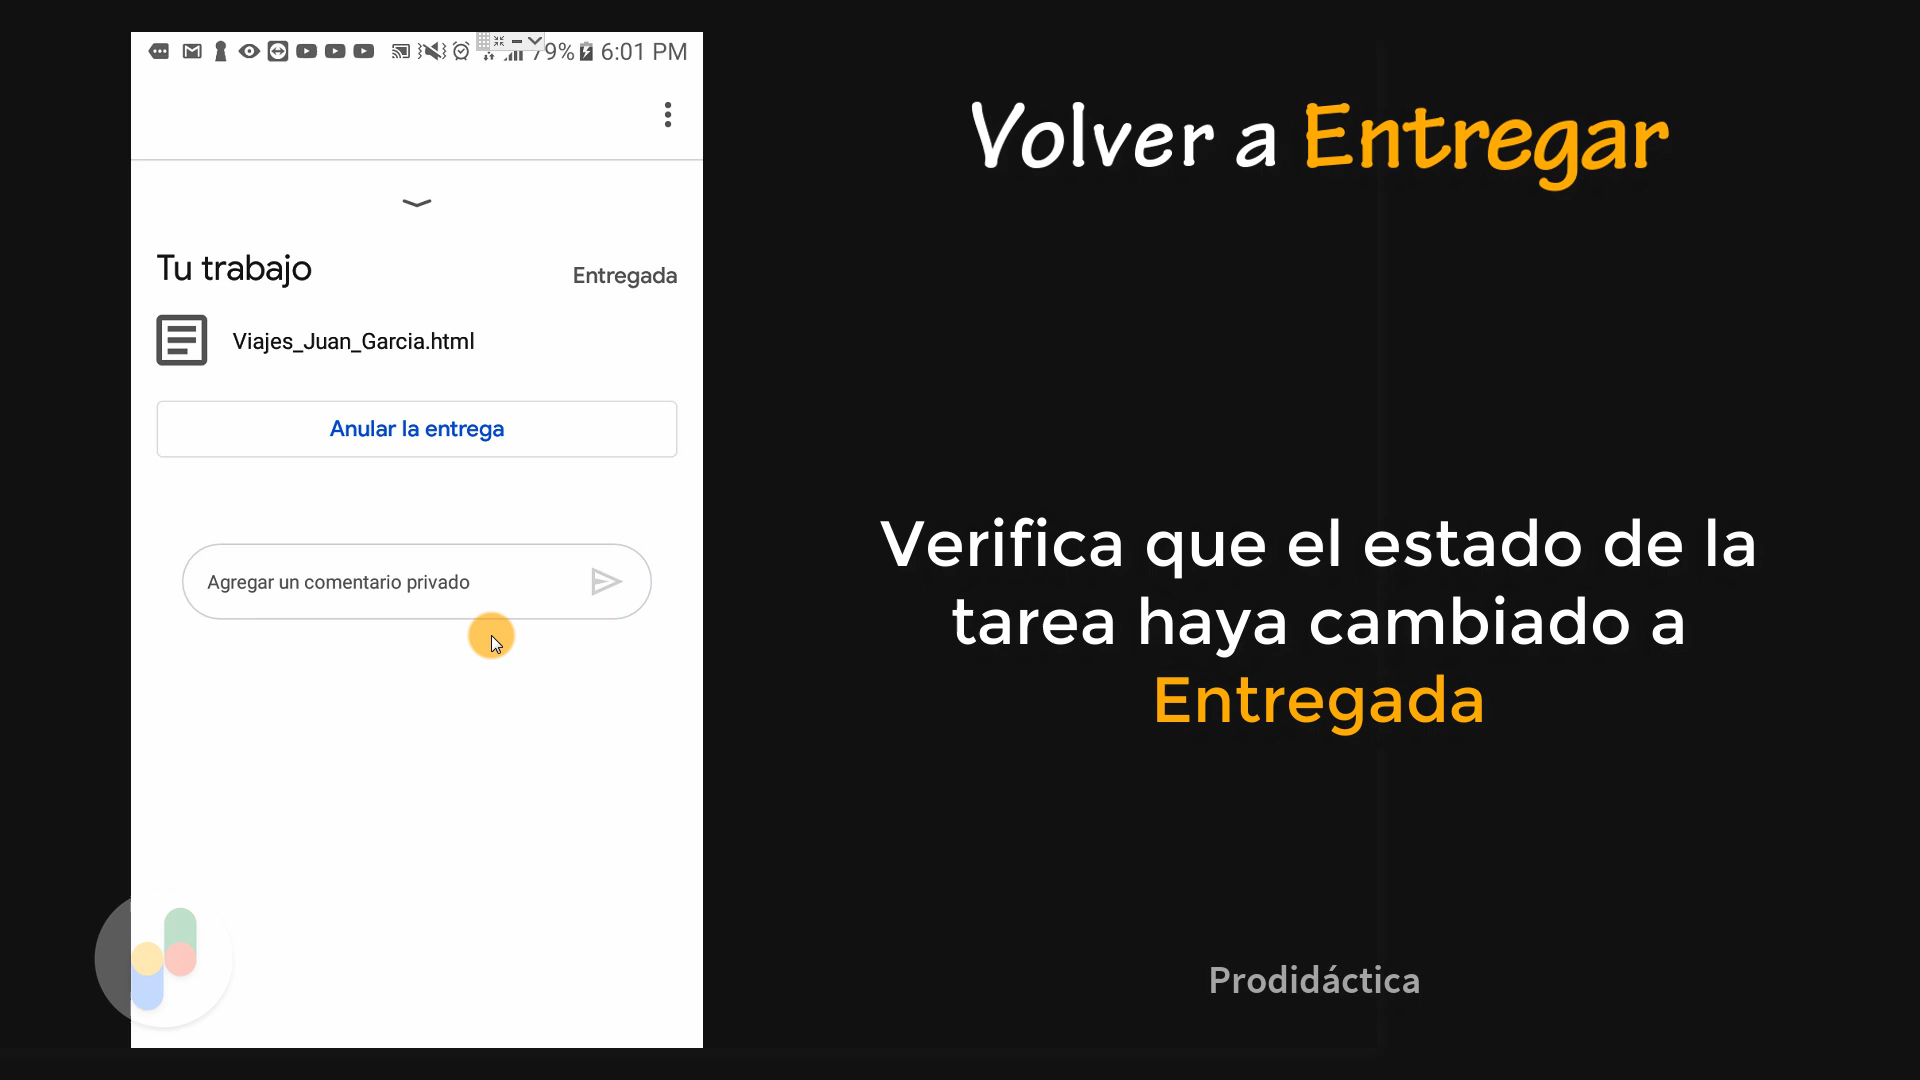 79% 6:01 PM
Volver a Entregar
Tu trabajo
Entregada
Viajes_Juan_Garcia.html
Anular la entrega
Agregar un comentario privado
Verifica que el estado de la
tarea haya cambiado a
Entregada
Prodidáctica